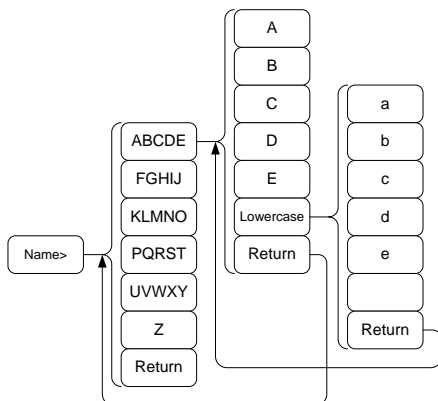 Name>
ABCDE
FGHIJ
KLMNO
PQRST
UVWXY
Z
Return
A
B
C
D
E
Lowercase
Return
a
b
c
d
e
Return